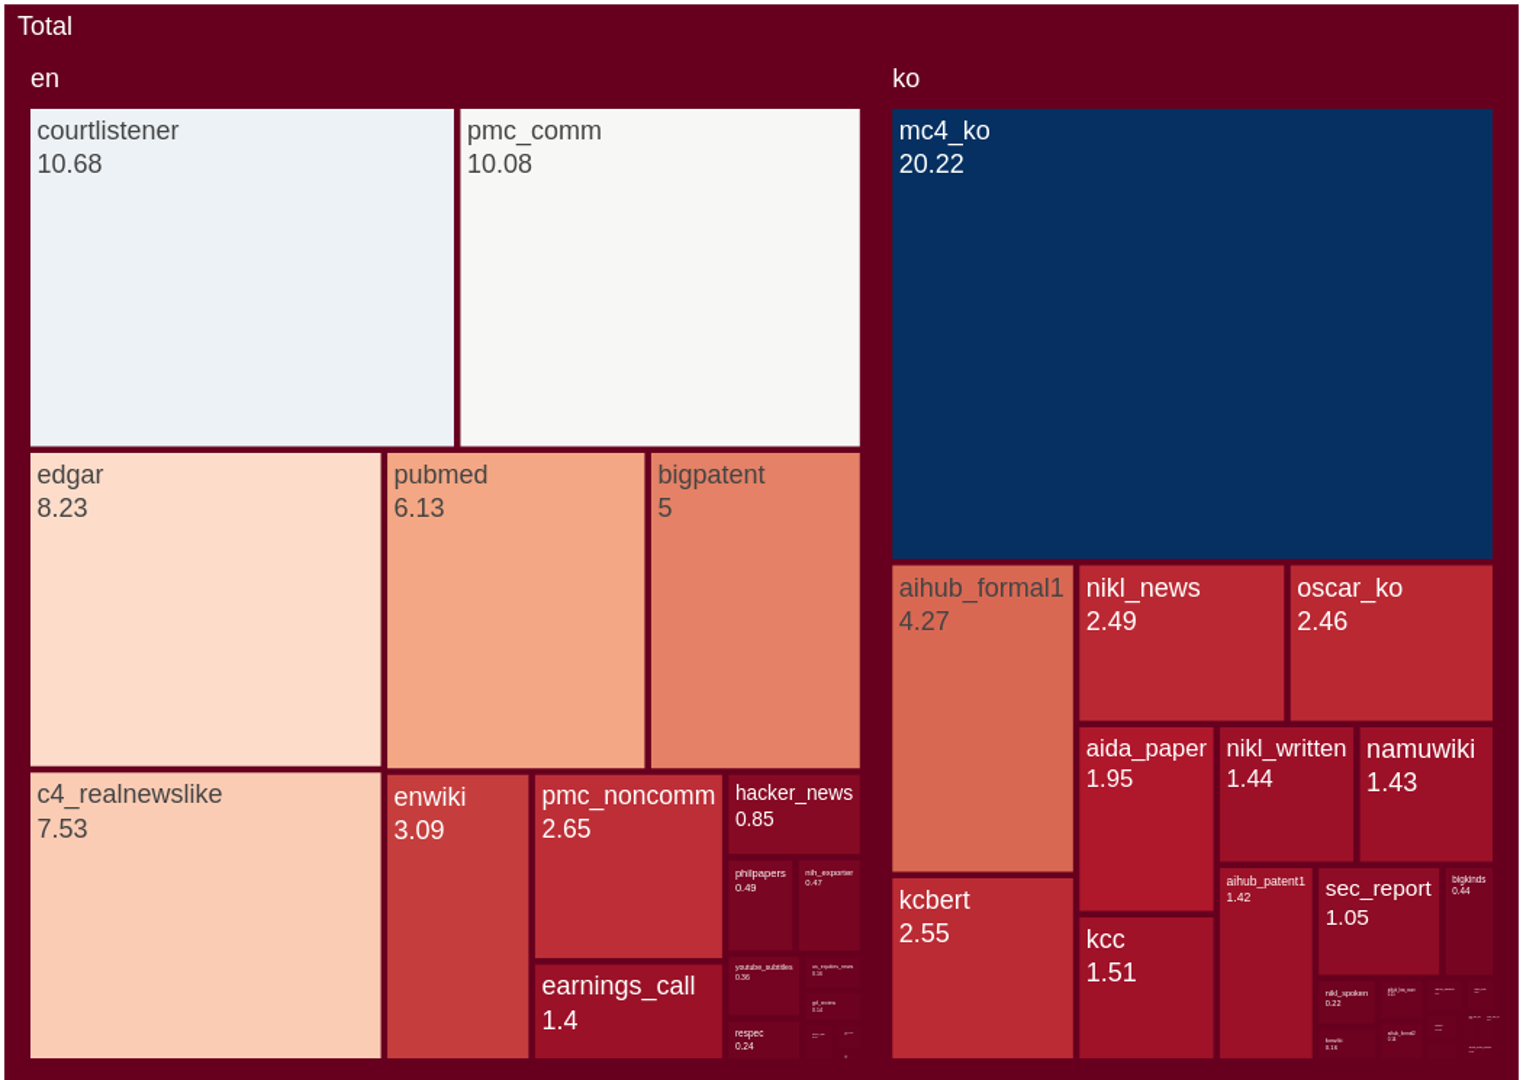 Total
en
courtlistener
10.68
pmc_comm
10.08
edgar
8.23
pubmed
6.13
bigpatent
5
c4_realnewslike
7.53
enwiki
3.09
pmc_noncomm
2.65
earnings_call
1.4
hacker_news
0.85
philpapers
0.49
nih_exporter
0.47
youtube_subtitles
0.36
respec
0.24
ko
mc4_ko
20.22
aihub_formal1
4.27
nikl_news
2.49
oscar_ko
2.46
kcbert
2.55
aida_paper
1.95
nikl_written
1.44
namuwiki
1.43
kcc
1.51
aihub_patent1
1.42
sec_report
1.05
bigkinds
0.44
nikl_spoken
0.22
kowiki